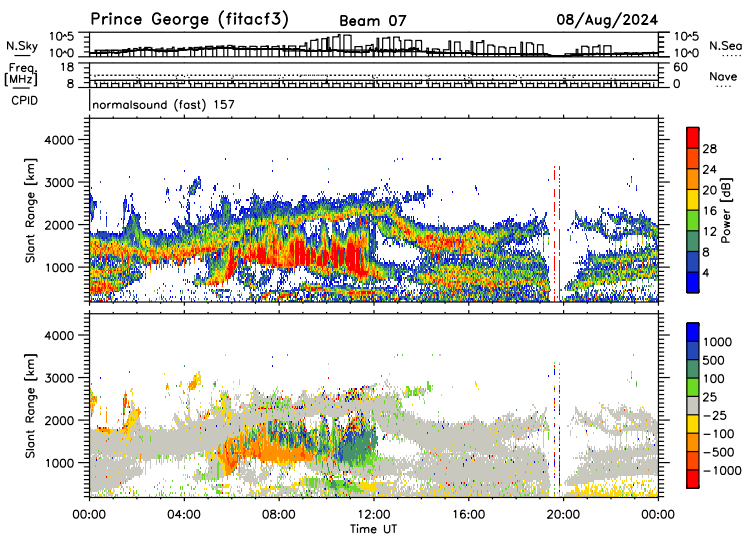 Prince George (fitacf3) Beam 07 08/Aug/2024
N.Sky 10^5 10^0 10^5 10^0 N.Sea
Freq. [MHz] 18 8 60 0 Nave
CPID normalsound (fast) 157
Slant Range [km] 4000 3000 2000 1000
28 24 20 16 12 8 4 Power [dB]
Slant Range [km] 4000 3000 2000 1000
1000 500 100 25 -25 -100 -500 -1000
00:00 04:00 08:00 12:00 16:00 20:00 00:00
Time UT